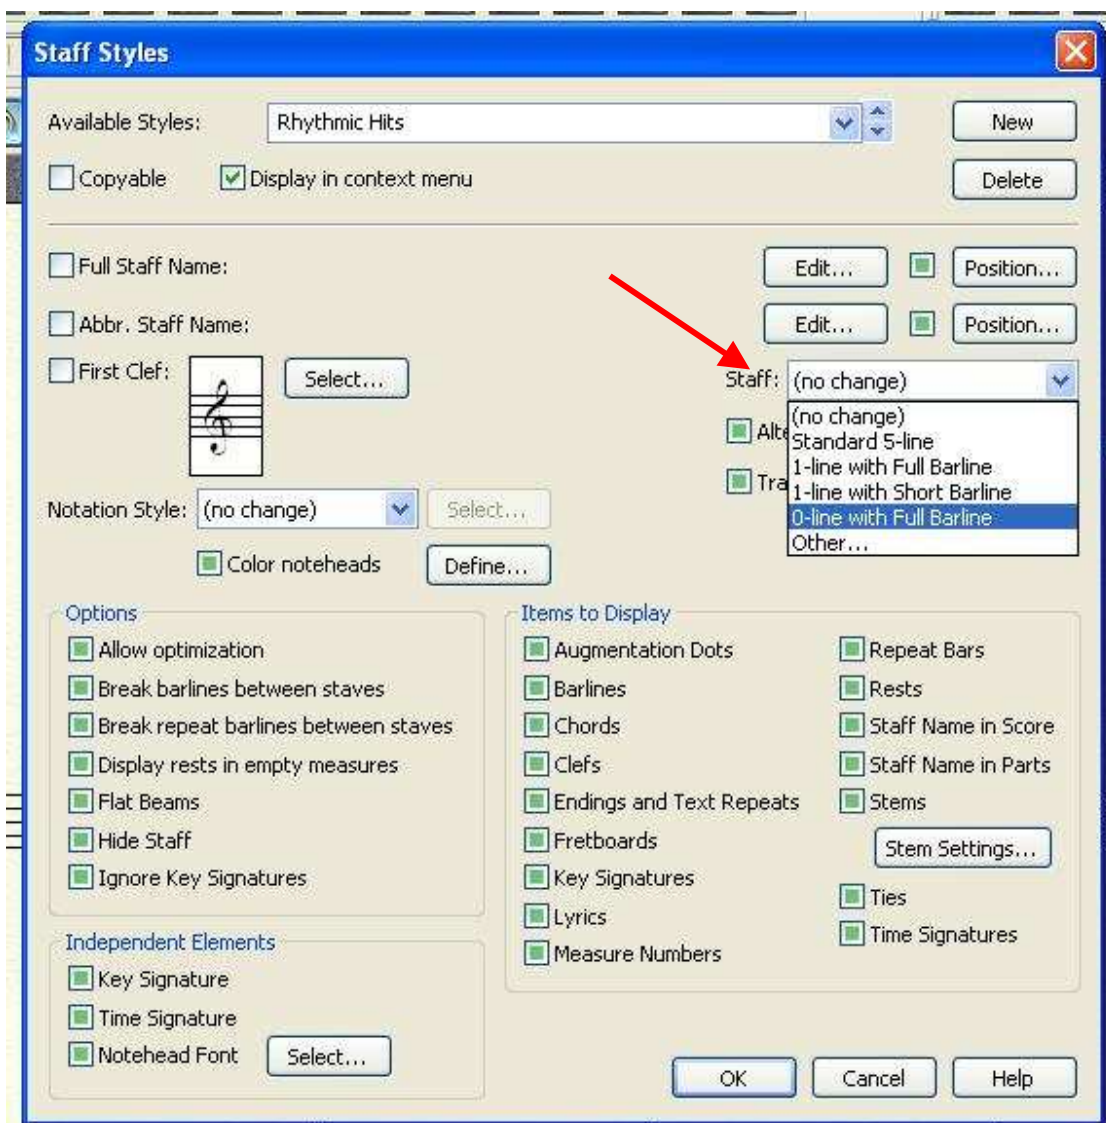 Staff Styles
Available Styles: Rhythmic Hits New
Copyable Display in context menu Delete
Full Staff Name: Edit... Position...
Abbr. Staff Name: Edit... Position...
First Clef: Select... Staff: (no change)
(no change)
Alte Standard 5-line
1-line with Full Barline
Tra 1-line with Short Barline
Notation Style: (no change) Select... 0-line with Full Barline
Other...
Color noteheads Define...
Options
Allow optimization
Break barlines between staves
Break repeat barlines between staves
Display rests in empty measures
Flat Beams
Hide Staff
Ignore Key Signatures
Independent Elements
Key Signature
Time Signature
Notehead Font Select...
Items to Display
Augmentation Dots
Barlines
Chords
Clefs
Endings and Text Repeats
Fretboards
Key Signatures
Lyrics
Measure Numbers
Repeat Bars
Rests
Staff Name in Score
Staff Name in Parts
Stems
Stem Settings...
Ties
Time Signatures
OK Cancel Help